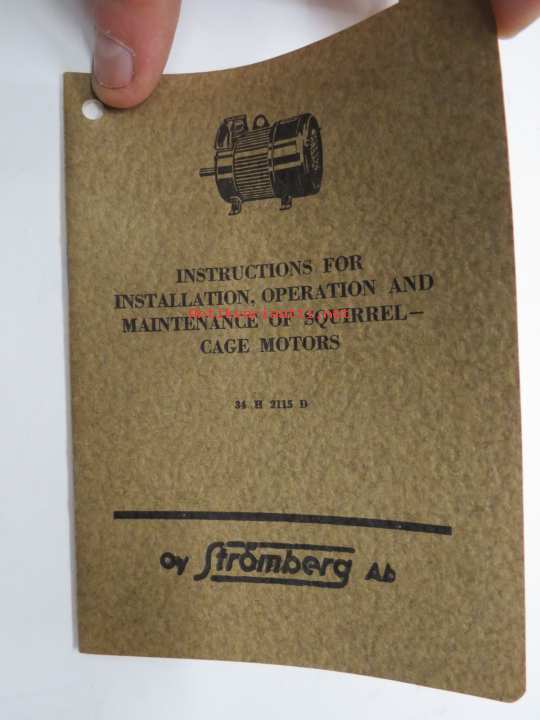 INSTRUCTIONS FOR
INSTALLATION, OPERATION AND
MAINTENANCE OF SQUIRREL—
CAGE MOTORS
34 H 2115 D
Oy Strömberg Ab